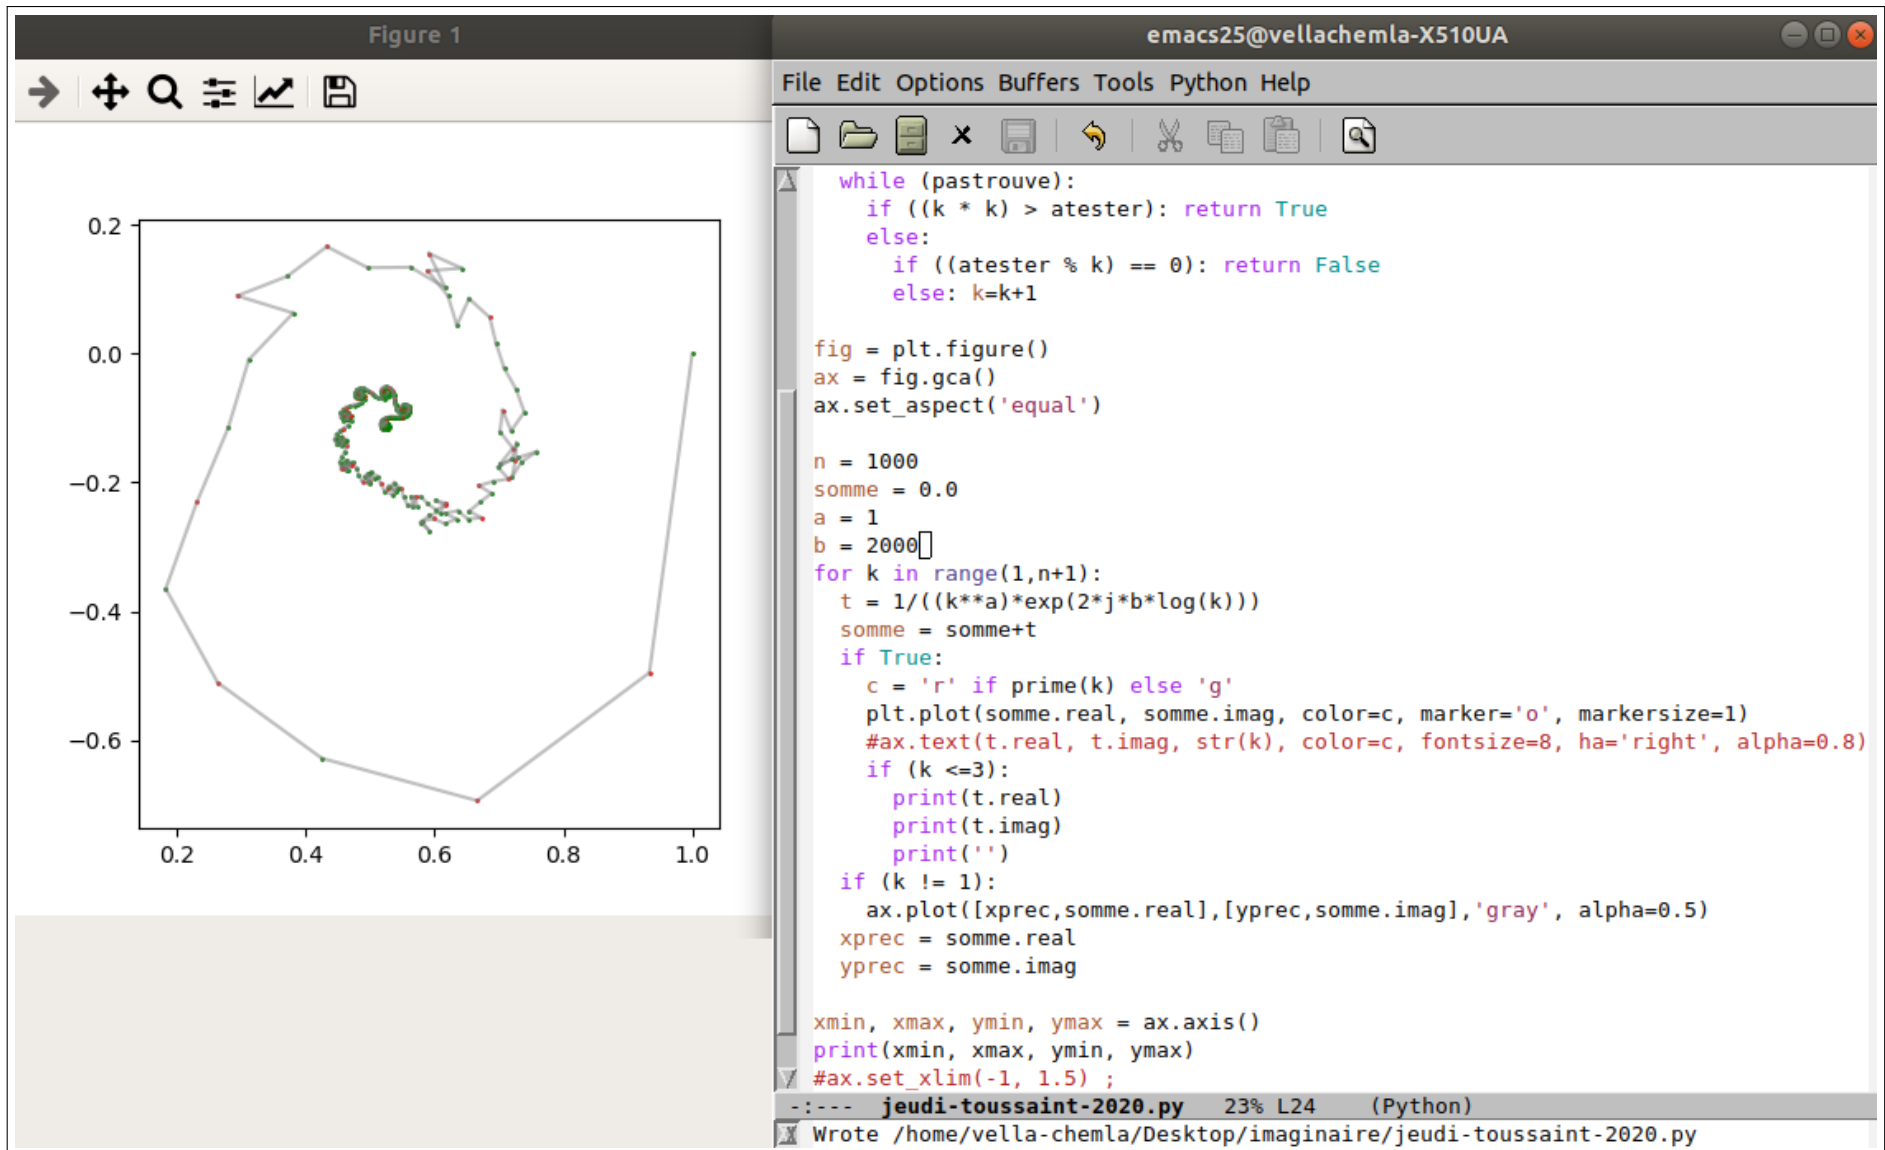 Figure 1
0.2
0.0
−0.2
−0.4
−0.6
0.2 0.4 0.6 0.8 1.0
emacs25@vellachemla-X510UA
File Edit Options Buffers Tools Python Help
while (pastrouve):
if ((k * k) > atester): return True
else:
if ((atester % k) == 0): return False
else: k=k+1
fig = plt.figure()
ax = fig.gca()
ax.set_aspect('equal')
n = 1000
somme = 0.0
a = 1
b = 2000
for k in range(1,n+1):
t = 1/((k**a)*exp(2*j*b*log(k)))
somme = somme+t
if True:
c = 'r' if prime(k) else 'g'
plt.plot(somme.real, somme.imag, color=c, marker='o', markersize=1)
#ax.text(t.real, t.imag, str(k), color=c, fontsize=8, ha='right', alpha=0.8)
if (k <=3):
print(t.real)
print(t.imag)
print('')
if (k != 1):
ax.plot([xprec,somme.real],[yprec,somme.imag],'gray', alpha=0.5)
xprec = somme.real
yprec = somme.imag
xmin, xmax, ymin, ymax = ax.axis()
print(xmin, xmax, ymin, ymax)
#ax.set_xlim(-1, 1.5) ;
-:--- jeudi-toussaint-2020.py 23% L24 (Python)
Wrote /home/vella-chemla/Desktop/imaginaire/jeudi-toussaint-2020.py